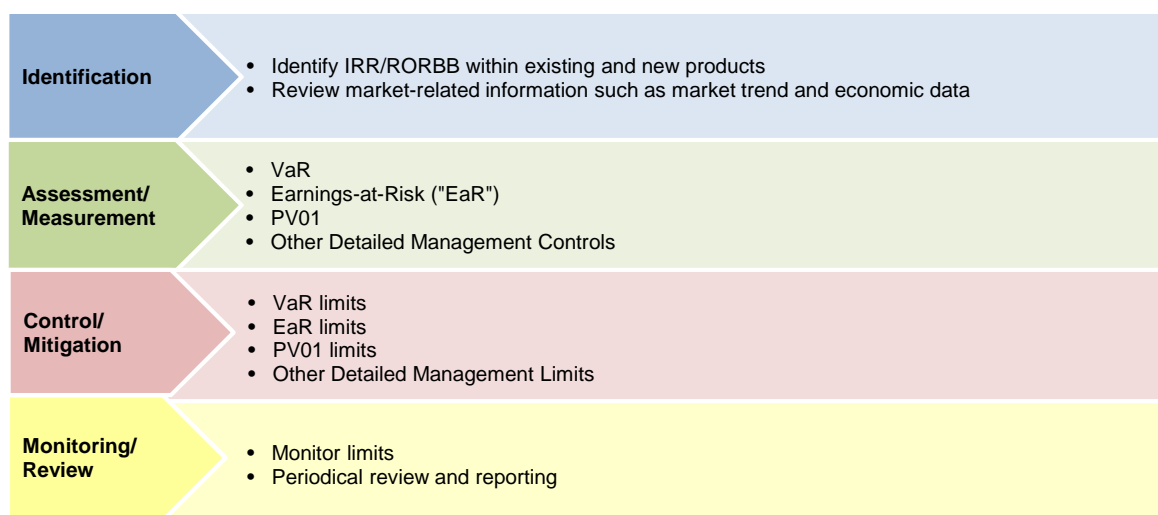 Identification
• Identify IRR/RORBB within existing and new products
• Review market-related information such as market trend and economic data
Assessment/
Measurement
• VaR
• Earnings-at-Risk ("EaR")
• PV01
• Other Detailed Management Controls
Control/
Mitigation
• VaR limits
• EaR limits
• PV01 limits
• Other Detailed Management Limits
Monitoring/
Review
• Monitor limits
• Periodical review and reporting